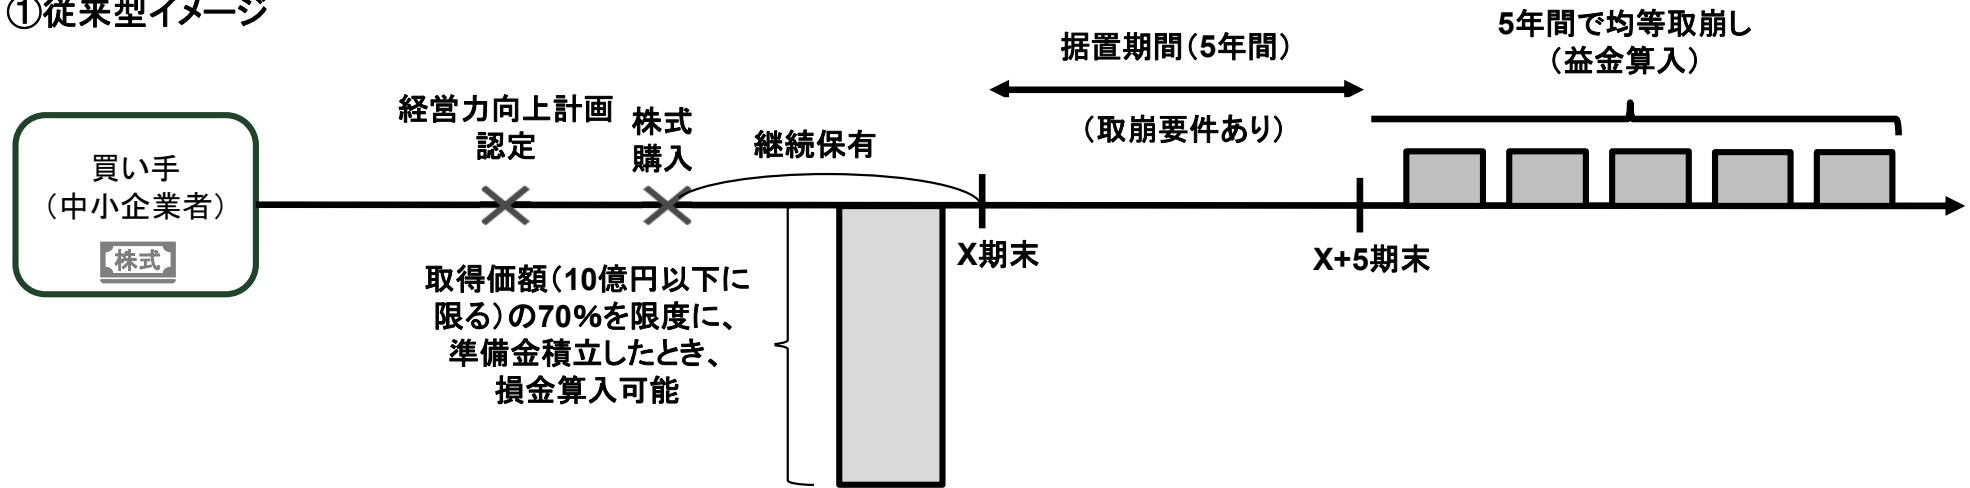 ①従来型イメージ
5年間で均等取崩し
（益金算入）
据置期間（5年間）
（取崩要件あり）
経営力向上計画
認定
株式
購入
継続保有
買い手
（中小企業者）
株式
X期末
X+5期末
取得価額（10億円以下に
限る）の70%を限度に、
準備金積立したとき、
損金算入可能